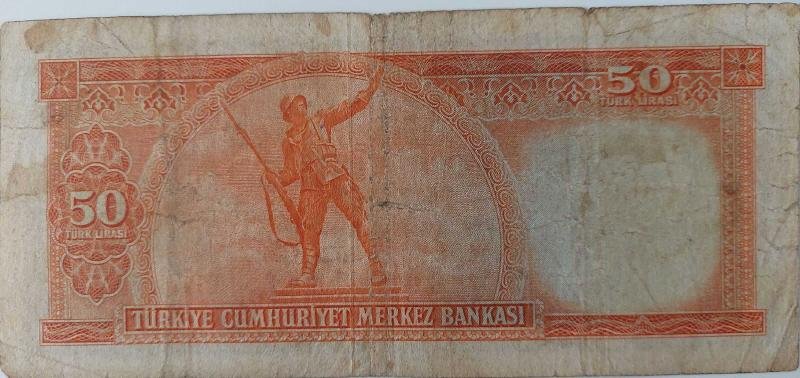 50
TÜRK LİRASI
50
TÜRK LİRASI
TÜRKİYE CUMHURİYET MERKEZ BANKASI